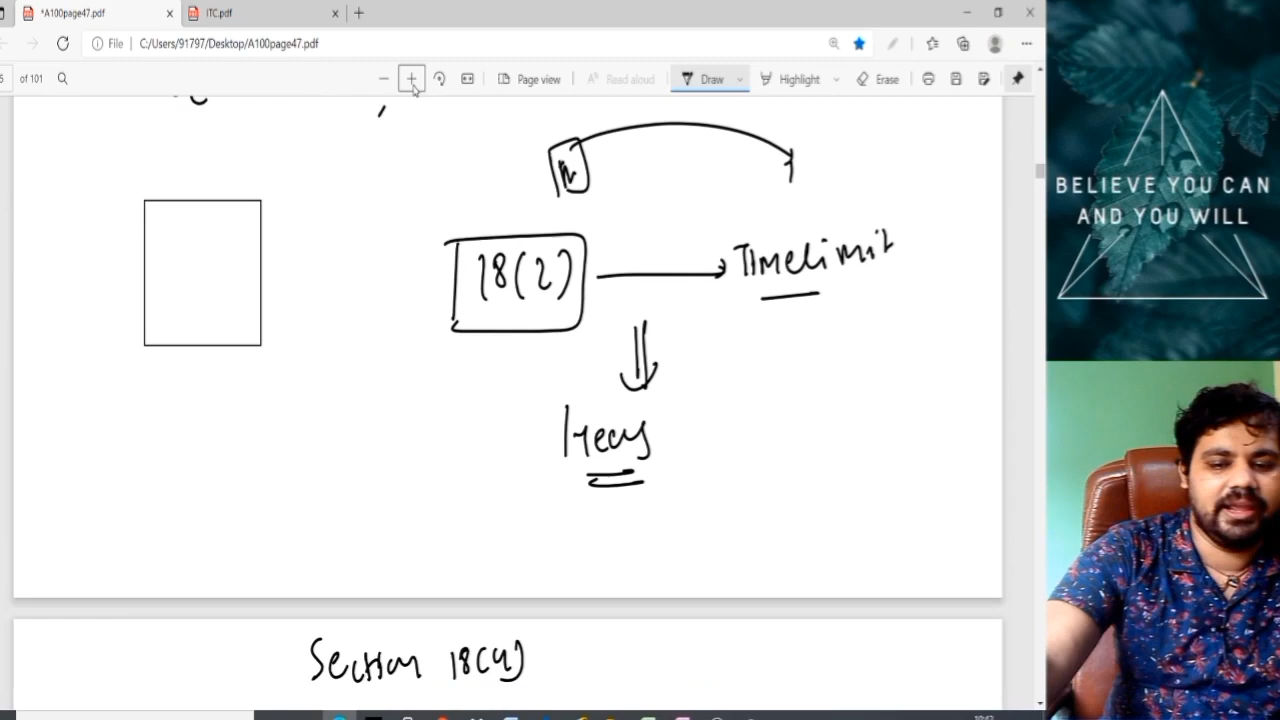 *A100page47.pdf
ITC.pdf
File C:/Users/91797/Desktop/A100page47.pdf
of 101
Page view
Read aloud
Draw
Highlight
Erase
18(2) Timelimit
1year
Section 18(4)
BELIEVE YOU CAN
AND YOU WILL